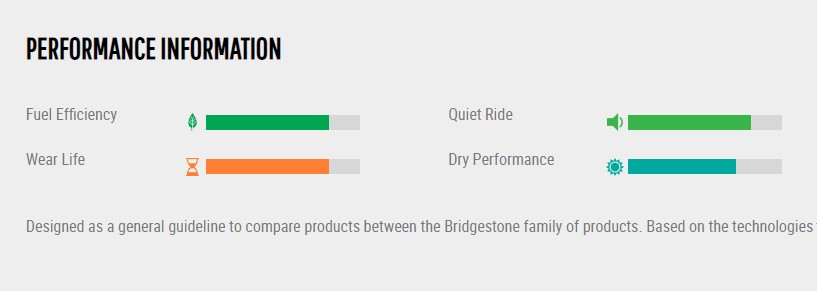 PERFORMANCE INFORMATION
Fuel Efficiency
Quiet Ride
Wear Life
Dry Performance
Designed as a general guideline to compare products between the Bridgestone family of products. Based on the technologies